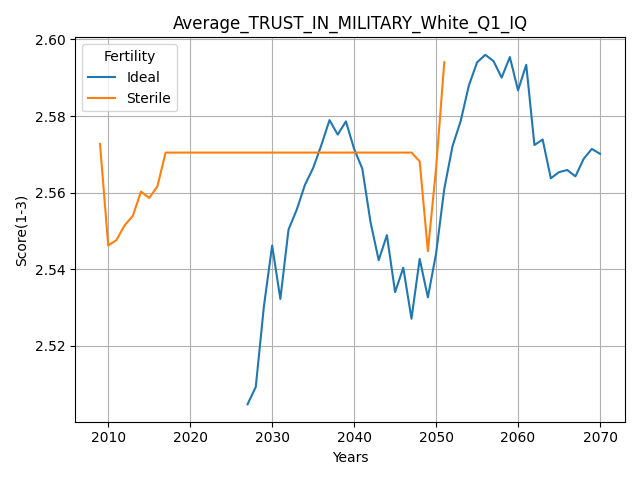 Average_TRUST_IN_MILITARY_White_Q1_IQ
Fertility
Ideal
Sterile
2.60
2.58
2.56
2.54
2.52
Score(1-3)
2010 2020 2030 2040 2050 2060 2070
Years